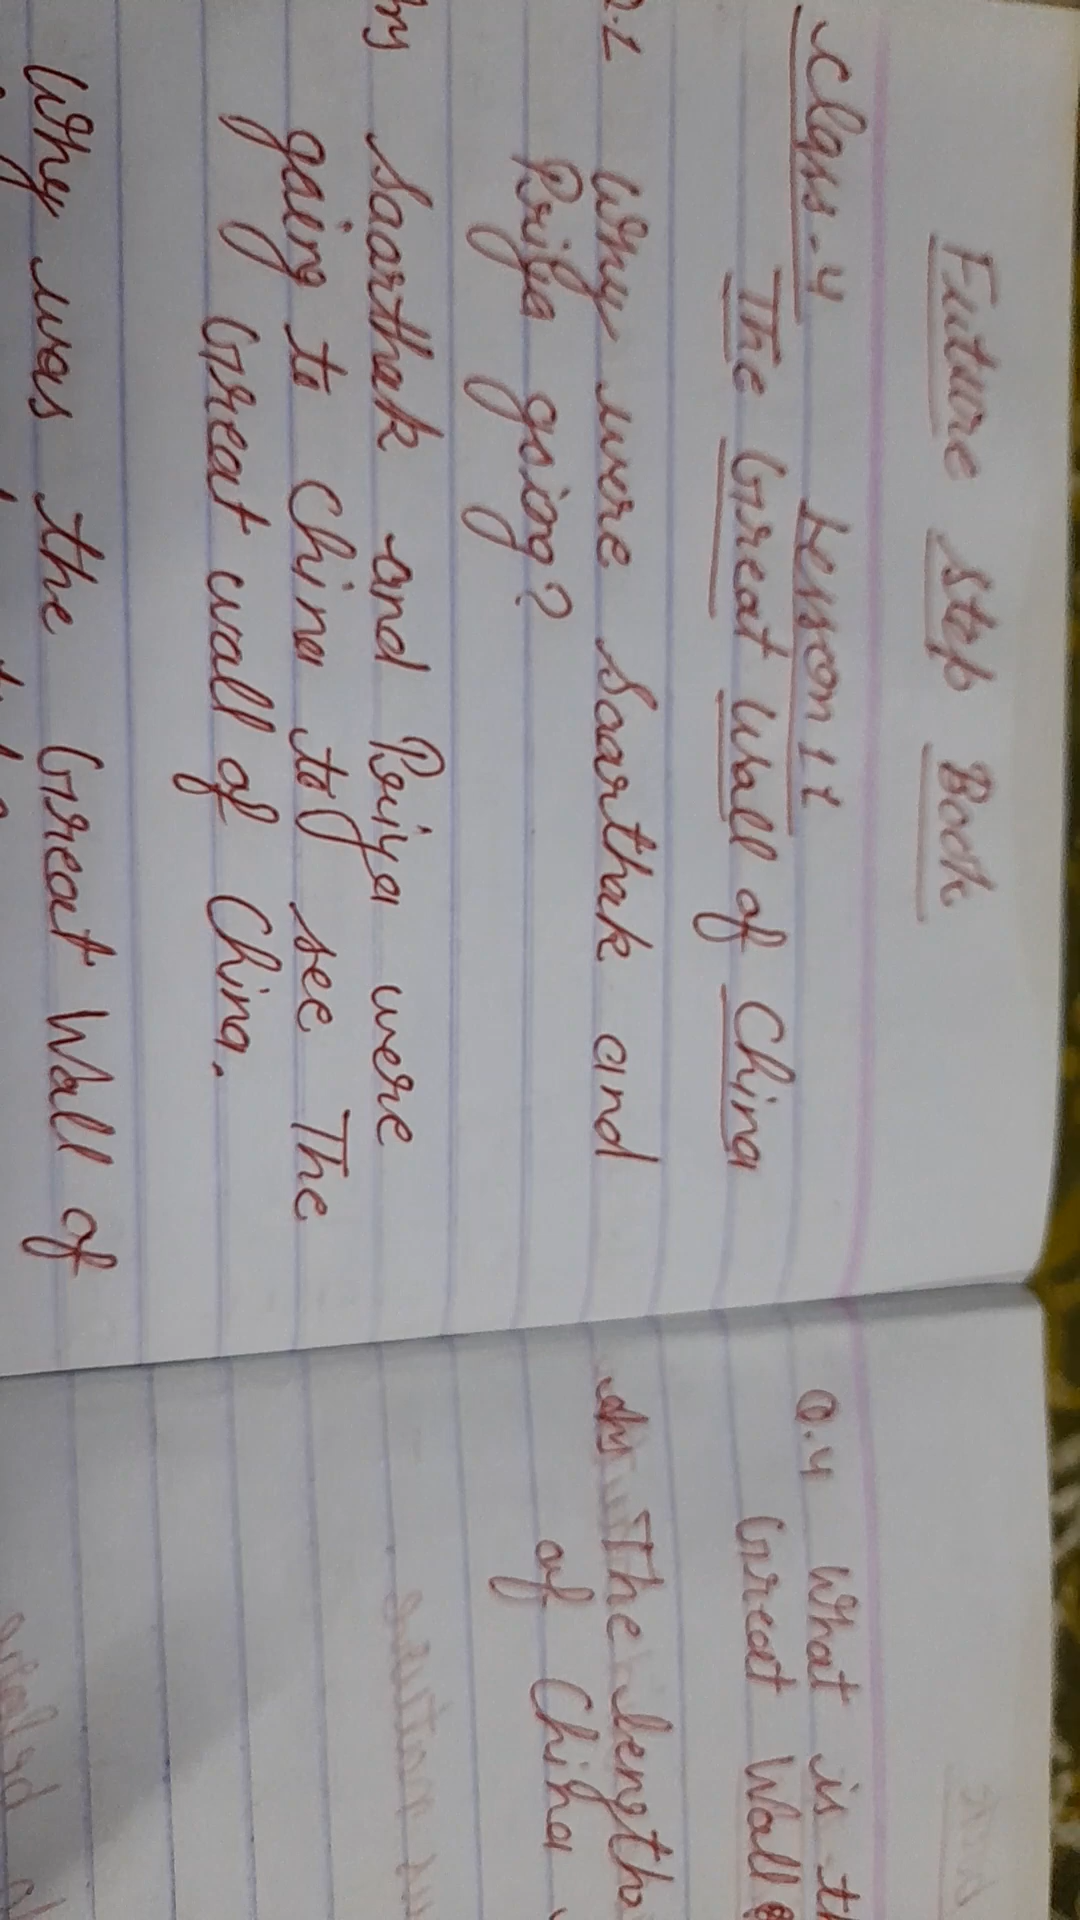 Future Step Book
Class-4 Lesson 11
The Great Wall of China
Q.1 Why were Saarthak and
Priya going?
Ans Saarthak and Priya were
going to China to see The
Great wall of China.
Why was the Great Wall of
Q.4 What is
Great Wall
Ans The length
of China